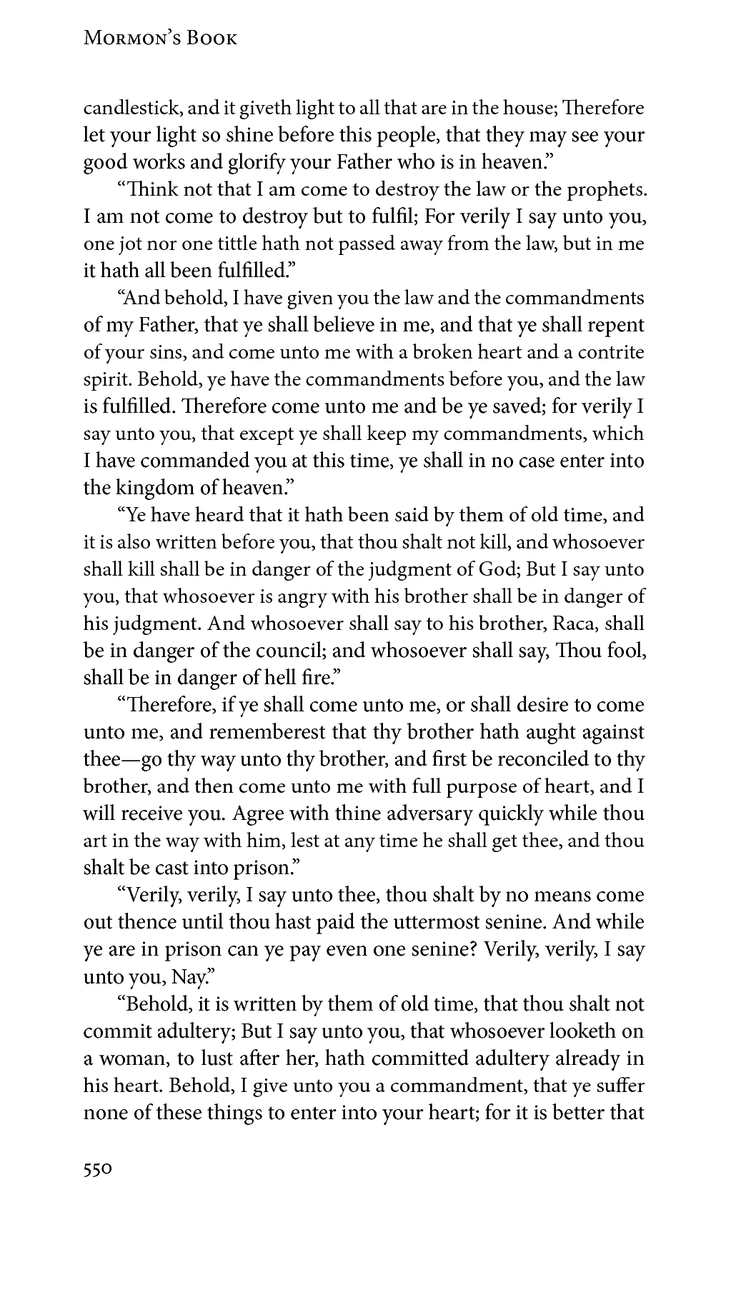 Mormon’s Book
candlestick, and it giveth light to all that are in the house; Therefore
let your light so shine before this people, that they may see your
good works and glorify your Father who is in heaven.”
“Think not that I am come to destroy the law or the prophets.
I am not come to destroy but to fulfil; For verily I say unto you,
one jot nor one tittle hath not passed away from the law, but in me
it hath all been fulfilled.”
“And behold, I have given you the law and the commandments
of my Father, that ye shall believe in me, and that ye shall repent
of your sins, and come unto me with a broken heart and a contrite
spirit. Behold, ye have the commandments before you, and the law
is fulfilled. Therefore come unto me and be ye saved; for verily I
say unto you, that except ye shall keep my commandments, which
I have commanded you at this time, ye shall in no case enter into
the kingdom of heaven.”
“Ye have heard that it hath been said by them of old time, and
it is also written before you, that thou shalt not kill, and whosoever
shall kill shall be in danger of the judgment of God; But I say unto
you, that whosoever is angry with his brother shall be in danger of
his judgment. And whosoever shall say to his brother, Raca, shall
be in danger of the council; and whosoever shall say, Thou fool,
shall be in danger of hell fire.”
“Therefore, if ye shall come unto me, or shall desire to come
unto me, and rememberest that thy brother hath aught against
thee—go thy way unto thy brother, and first be reconciled to thy
brother, and then come unto me with full purpose of heart, and I
will receive you. Agree with thine adversary quickly while thou
art in the way with him, lest at any time he shall get thee, and thou
shalt be cast into prison.”
“Verily, verily, I say unto thee, thou shalt by no means come
out thence until thou hast paid the uttermost senine. And while
ye are in prison can ye pay even one senine? Verily, verily, I say
unto you, Nay.”
“Behold, it is written by them of old time, that thou shalt not
commit adultery; But I say unto you, that whosoever looketh on
a woman, to lust after her, hath committed adultery already in
his heart. Behold, I give unto you a commandment, that ye suffer
none of these things to enter into your heart; for it is better that
550